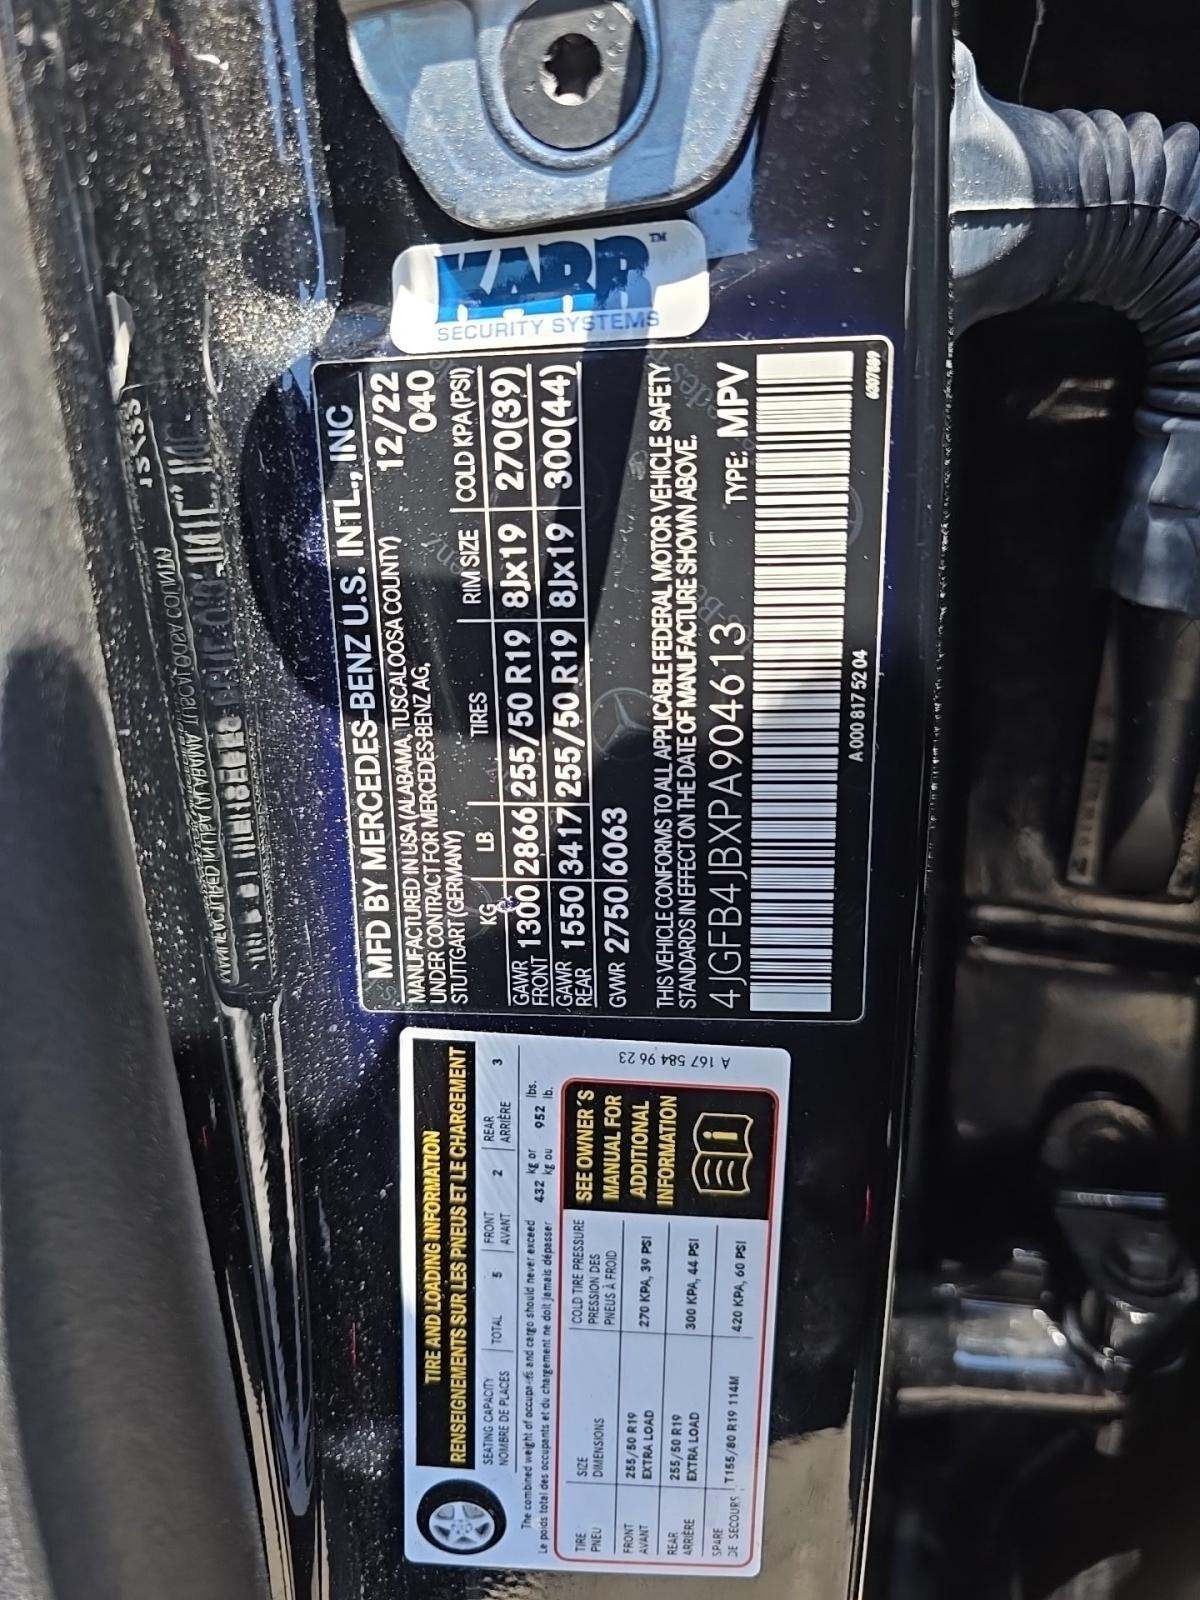 KARR™
SECURITY SYSTEMS
MFD BY MERCEDES-BENZ U.S. INTL., INC
MANUFACTURED IN USA (ALABAMA, TUSCALOOSA COUNTY) 12/22
UNDER CONTRACT FOR MERCEDES-BENZ AG, 040
STUTTGART (GERMANY)
KG LB TIRES RIM SIZE COLD KPA (PSI)
GAWR FRONT 1300 2866 255/50 R19 8Jx19 270(39)
GAWR REAR 1550 3417 255/50 R19 8Jx19 300(44)
GVWR 2750 6063
THIS VEHICLE CONFORMS TO ALL APPLICABLE FEDERAL MOTOR VEHICLE SAFETY
STANDARDS IN EFFECT ON THE DATE OF MANUFACTURE SHOWN ABOVE.
4JGFB4JBXPA904613 TYPE: MPV
A 000 817 52 04
TIRE AND LOADING INFORMATION
RENSEIGNEMENTS SUR LES PNEUS ET LE CHARGEMENT
SEATING CAPACITY TOTAL 5 FRONT 2 REAR 3
NOMBRE DE PLACES AVANT ARRIÈRE
The combined weight of occupants and cargo should never exceed 432 kg or 952 lbs.
Le poids total des occupants et du chargement ne doit jamais dépasser kg ou lb.
TIRE SIZE COLD TIRE PRESSURE
PNEU DIMENSIONS PRESSION DES
PNEUS À FROID
FRONT 255/50 R19 270 KPA, 39 PSI
AVANT EXTRA LOAD
REAR 255/50 R19 300 KPA, 44 PSI
ARRIÈRE EXTRA LOAD
SPARE T155/80 R19 114M 420 KPA, 60 PSI
DE SECOURS
SEE OWNER'S
MANUAL FOR
ADDITIONAL
INFORMATION
A 167 584 96 23